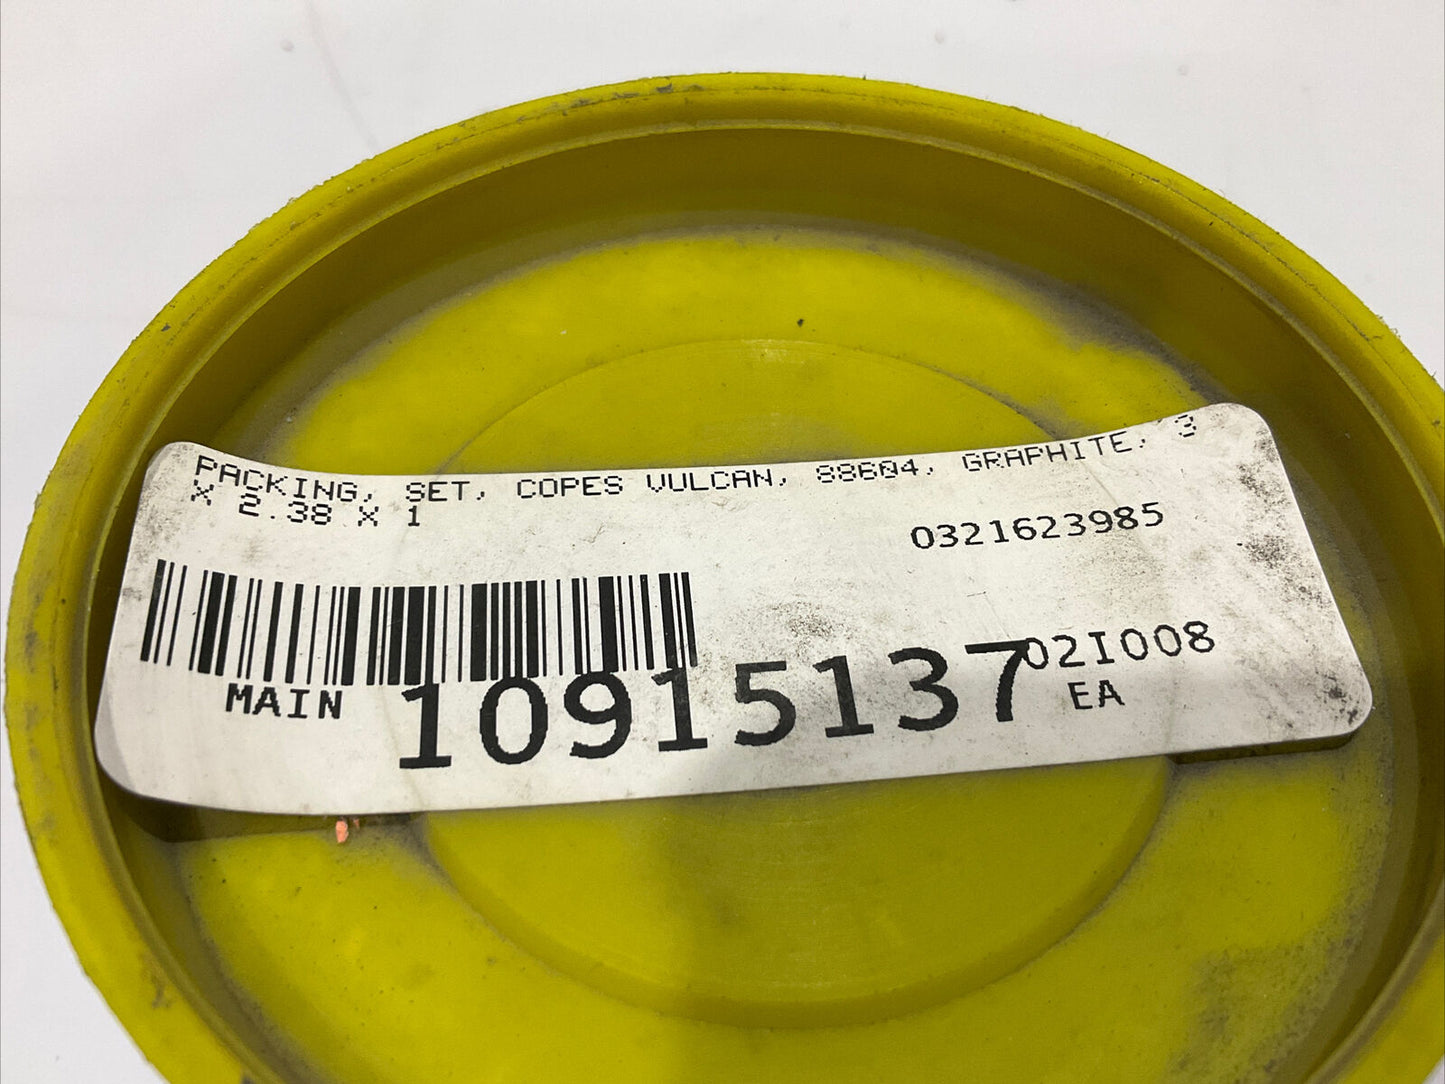 PACKING, SET, COPES VULCAN, 88604, GRAPHITE, 3
X 2.38 X 1
0321623985
02I008
MAIN 10915137 EA